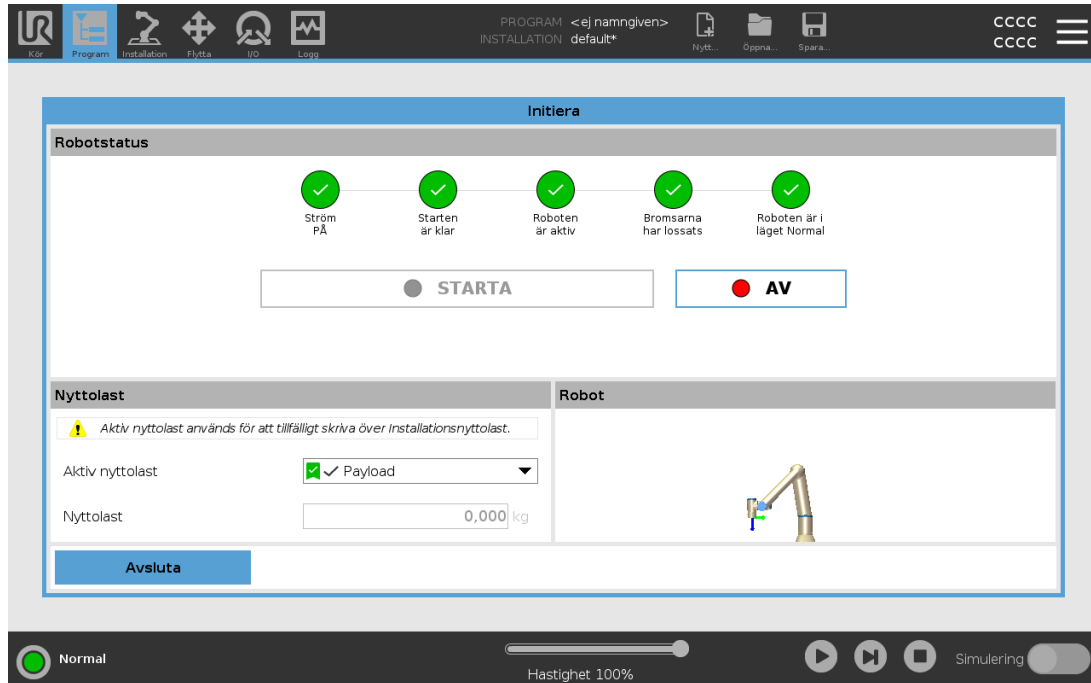 UR
Kör
Program
Installation
Flytta
I/O
Logg
PROGRAM <ej namngiven>
INSTALLATION default*
Nytt...
Öppna...
Spara...
cccc
cccc
Initiera
Robotstatus
Ström
PÅ
Starten
är klar
Roboten
är aktiv
Bromsarna
har lossats
Roboten är i
läget Normal
STARTA
AV
Nyttolast
Robot
Aktiv nyttolast används för att tillfälligt skriva över Installationsnyttolast.
Aktiv nyttolast
Payload
Nyttolast
0,000 kg
Avsluta
Normal
Hastighet 100%
Simulering